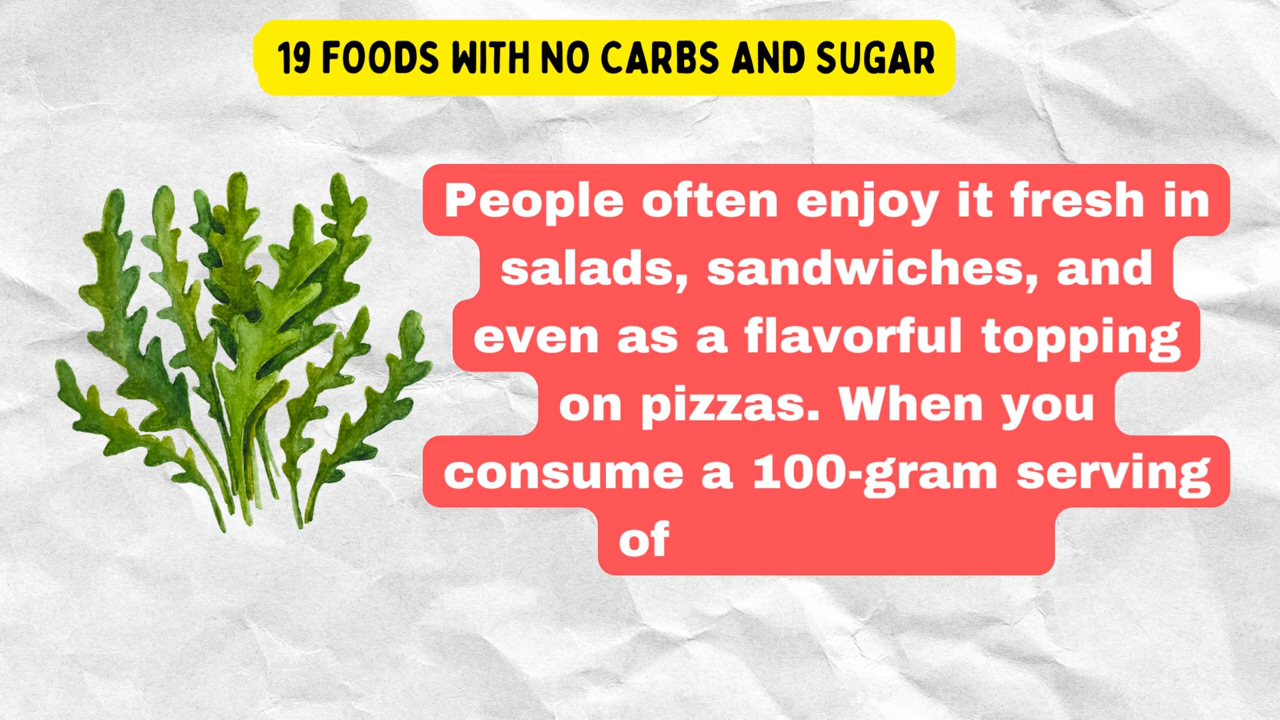 19 FOODS WITH NO CARBS AND SUGAR
People often enjoy it fresh in
salads, sandwiches, and
even as a flavorful topping
on pizzas. When you
consume a 100-gram serving
of